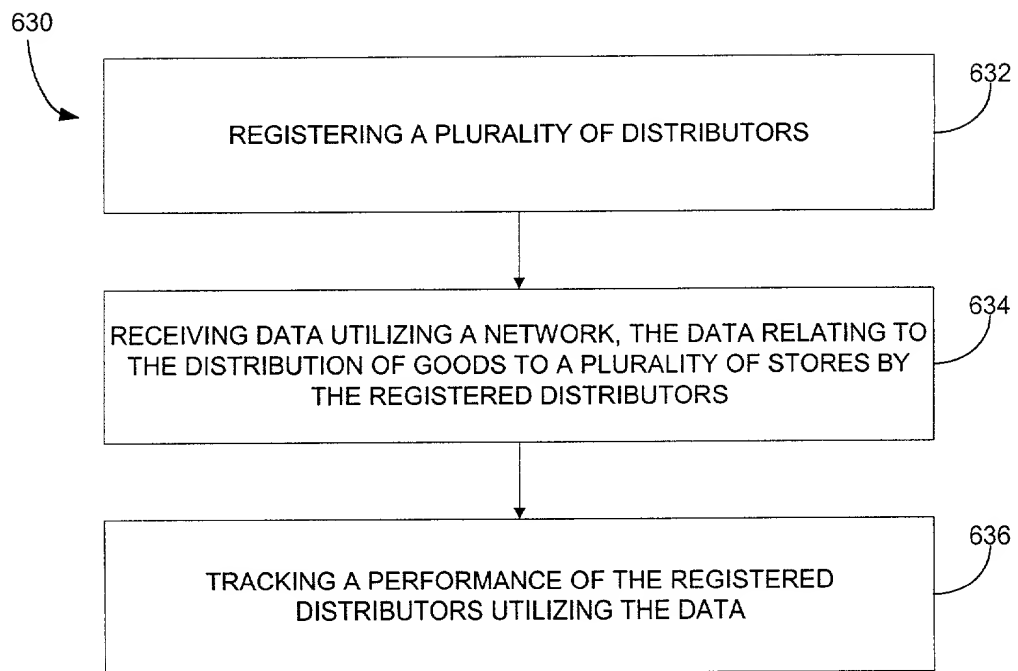 630
632
REGISTERING A PLURALITY OF DISTRIBUTORS
634
RECEIVING DATA UTILIZING A NETWORK, THE DATA RELATING TO
THE DISTRIBUTION OF GOODS TO A PLURALITY OF STORES BY
THE REGISTERED DISTRIBUTORS
636
TRACKING A PERFORMANCE OF THE REGISTERED
DISTRIBUTORS UTILIZING THE DATA